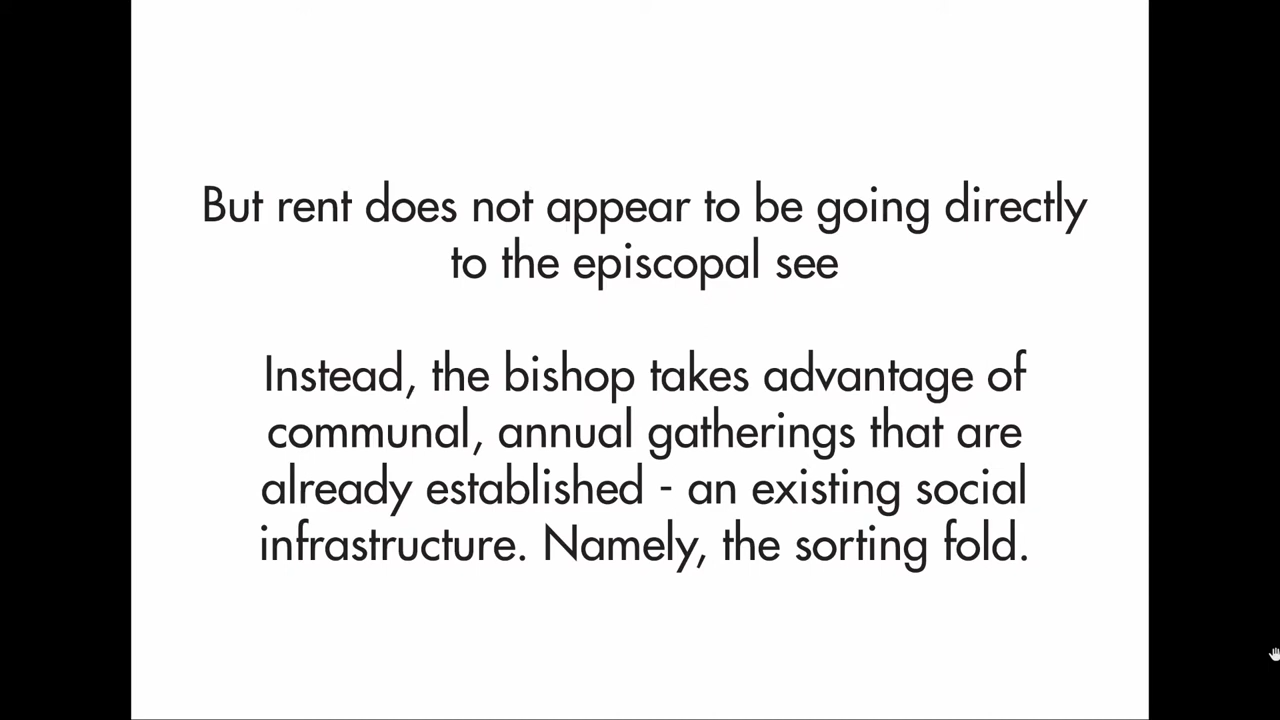 But rent does not appear to be going directly
to the episcopal see
Instead, the bishop takes advantage of
communal, annual gatherings that are
already established - an existing social
infrastructure. Namely, the sorting fold.